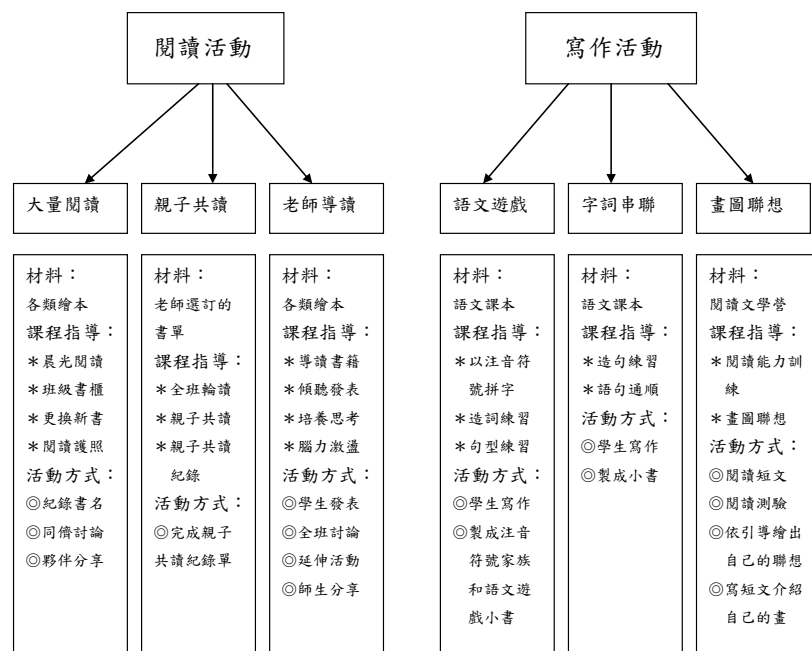 閱讀活動
寫作活動
大量閱讀
親子共讀
老師導讀
語文遊戲
字詞串聯
畫圖聯想
材料：
各類繪本
課程指導：
＊晨光閱讀
＊班級書櫃
＊更換新書
＊閱讀護照
活動方式：
◎紀錄書名
◎同儕討論
◎夥伴分享
材料：
老師選訂的
書單
課程指導：
＊全班輪讀
＊親子共讀
＊親子共讀
紀錄
活動方式：
◎完成親子
共讀紀錄單
材料：
各類繪本
課程指導：
＊導讀書籍
＊傾聽發表
＊培養思考
＊腦力激盪
活動方式：
◎學生發表
◎全班討論
◎延伸活動
◎師生分享
材料：
語文課本
課程指導：
＊以注音符
號拼字
＊造詞練習
＊句型練習
活動方式：
◎學生寫作
◎製成注音
符號家族
和語文遊
戲小書
材料：
語文課本
課程指導：
＊造句練習
＊語句通順
活動方式：
◎學生寫作
◎製成小書
材料：
閱讀文學營
課程指導：
＊閱讀能力訓
練
＊畫圖聯想
活動方式：
◎閱讀短文
◎閱讀測驗
◎依引導繪出
自己的聯想
◎寫短文介紹
自己的畫